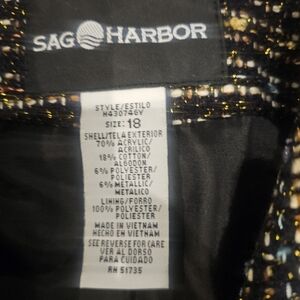 SAG HARBOR
STYLE/ESTILO
H430746Y
SIZE: 18
SHELL/TELA EXTERIOR
70% ACRYLIC/
ACRILICO
18% COTTON/
ALGODON
6% POLYESTER/
POLIESTER
6% METALLIC/
METALICO
LINING/FORRO
100% POLYESTER/
POLIESTER
MADE IN VIETNAM
HECHO EN VIETNAM
SEE REVERSE FOR CARE
VER AL DORSO
PARA CUIDADO
RN 51735